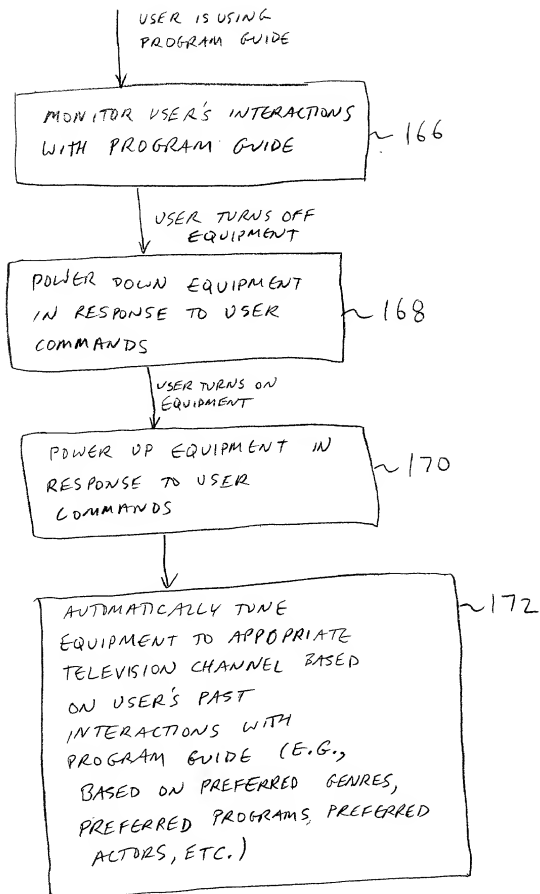 USER IS USING
PROGRAM GUIDE
MONITOR USER'S INTERACTIONS
WITH PROGRAM GUIDE
166
USER TURNS OFF
EQUIPMENT
POWER DOWN EQUIPMENT
IN RESPONSE TO USER
COMMANDS
168
USER TURNS ON
EQUIPMENT
POWER UP EQUIPMENT IN
RESPONSE TO USER
COMMANDS
170
AUTOMATICALLY TUNE
EQUIPMENT TO APPOPRIATE
TELEVISION CHANNEL BASED
ON USER'S PAST
INTERACTIONS WITH
PROGRAM GUIDE (E.G.,
BASED ON PREFERRED GENRES,
PREFERRED PROGRAMS, PREFERRED
ACTORS, ETC.)
172